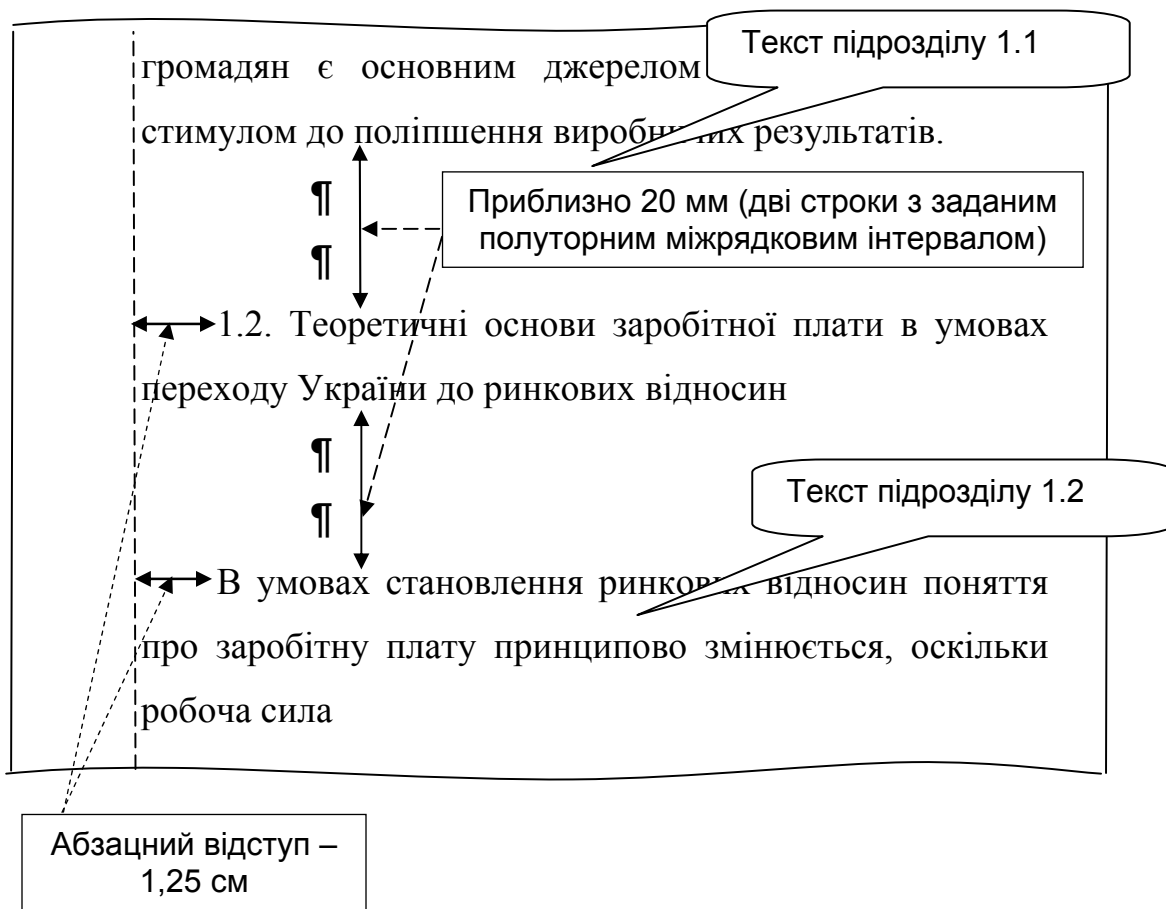 Текст підрозділу 1.1
громадян є основним джерелом
стимулом до поліпшення виробничих результатів.
¶
Приблизно 20 мм (дві строки з заданим
полуторним міжрядковим інтервалом)
¶
1.2. Теоретичні основи заробітної плати в умовах
переходу України до ринкових відносин
¶
Текст підрозділу 1.2
¶
В умовах становлення ринкових відносин поняття
про заробітну плату принципово змінюється, оскільки
робоча сила
Абзацний відступ –
1,25 см